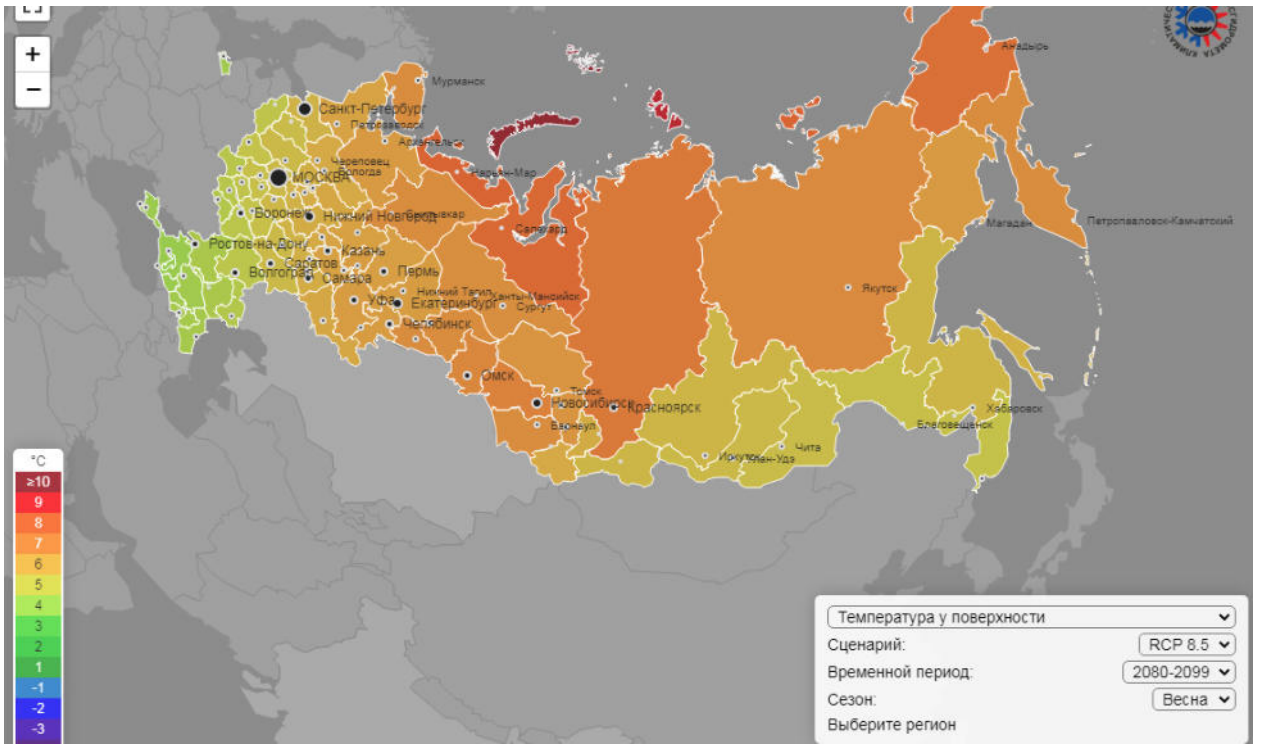 +
−
Анадырь
ГИДРОМЕТА КЛИМАТИЧЕС
Мурманск
Санкт-Петербург
Петрозаводск
Архангельск
Череповец
Вологда
МОСКВА
Нарьян-Мар
Воронеж
Нижний Новгород
Сыктывкар
Салехард
Магадан
Петропавловск-Камчатский
Ростов-на-Дону
Казань
Саратов
Волгоград
Самара
Пермь
Якутск
Нижний Тагил
Ханты-Мансийск
Уфа
Екатеринбург
Сургут
Челябинск
Омск
Томск
Новосибирск
Красноярск
Хабаровск
Барнаул
Благовещенск
Чита
Иркутск
Улан-Удэ
°C
≥10
9
8
7
6
5
4
3
2
1
-1
-2
-3
Температура у поверхности
Сценарий:
RCP 8.5
Временной период:
2080-2099
Сезон:
Весна
Выберите регион